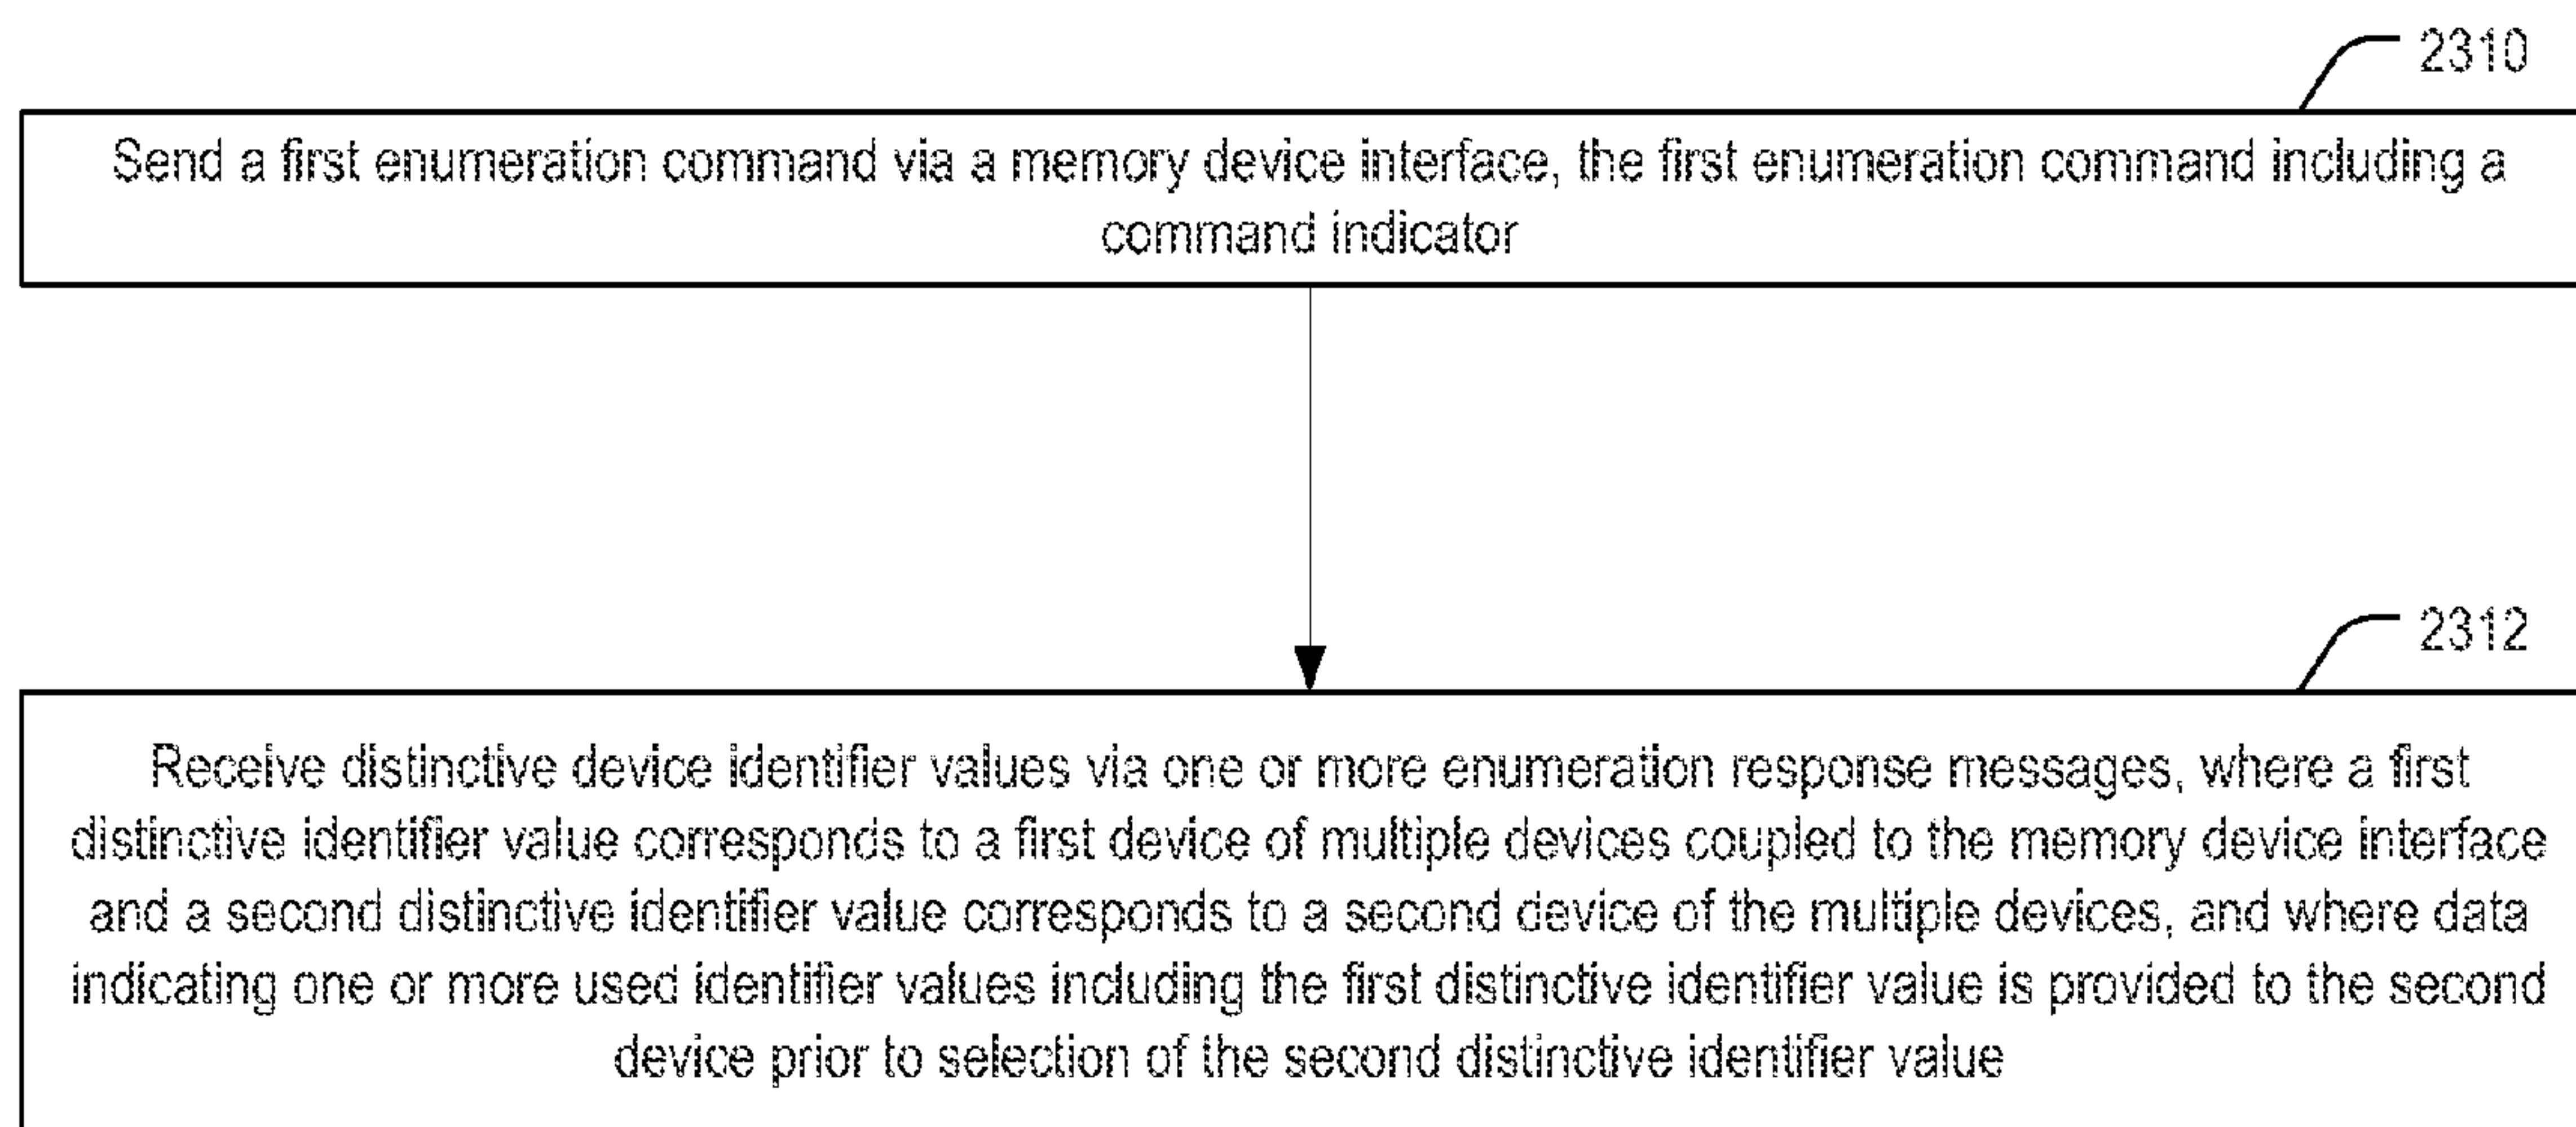 2310
Send a first enumeration command via a memory device interface, the first enumeration command including a
command indicator
2312
Receive distinctive device identifier values via one or more enumeration response messages, where a first
distinctive identifier value corresponds to a first device of multiple devices coupled to the memory device interface
and a second distinctive identifier value corresponds to a second device of the multiple devices, and where data
indicating one or more used identifier values including the first distinctive identifier value is provided to the second
device prior to selection of the second distinctive identifier value